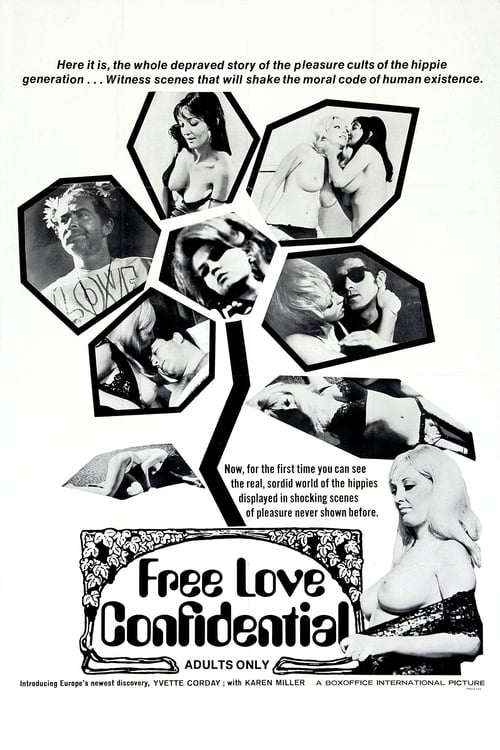 Here it is, the whole depraved story of the pleasure cults of the hippie
generation . . . Witness scenes that will shake the moral code of human existence.
LOVE
Now, for the first time you can see
the real, sordid world of the hippies
displayed in shocking scenes
of pleasure never shown before.
Free Love
Confidential
ADULTS ONLY
Introducing Europe's newest discovery, YVETTE CORDAY ; with KAREN MILLER A BOXOFFICE INTERNATIONAL PICTURE